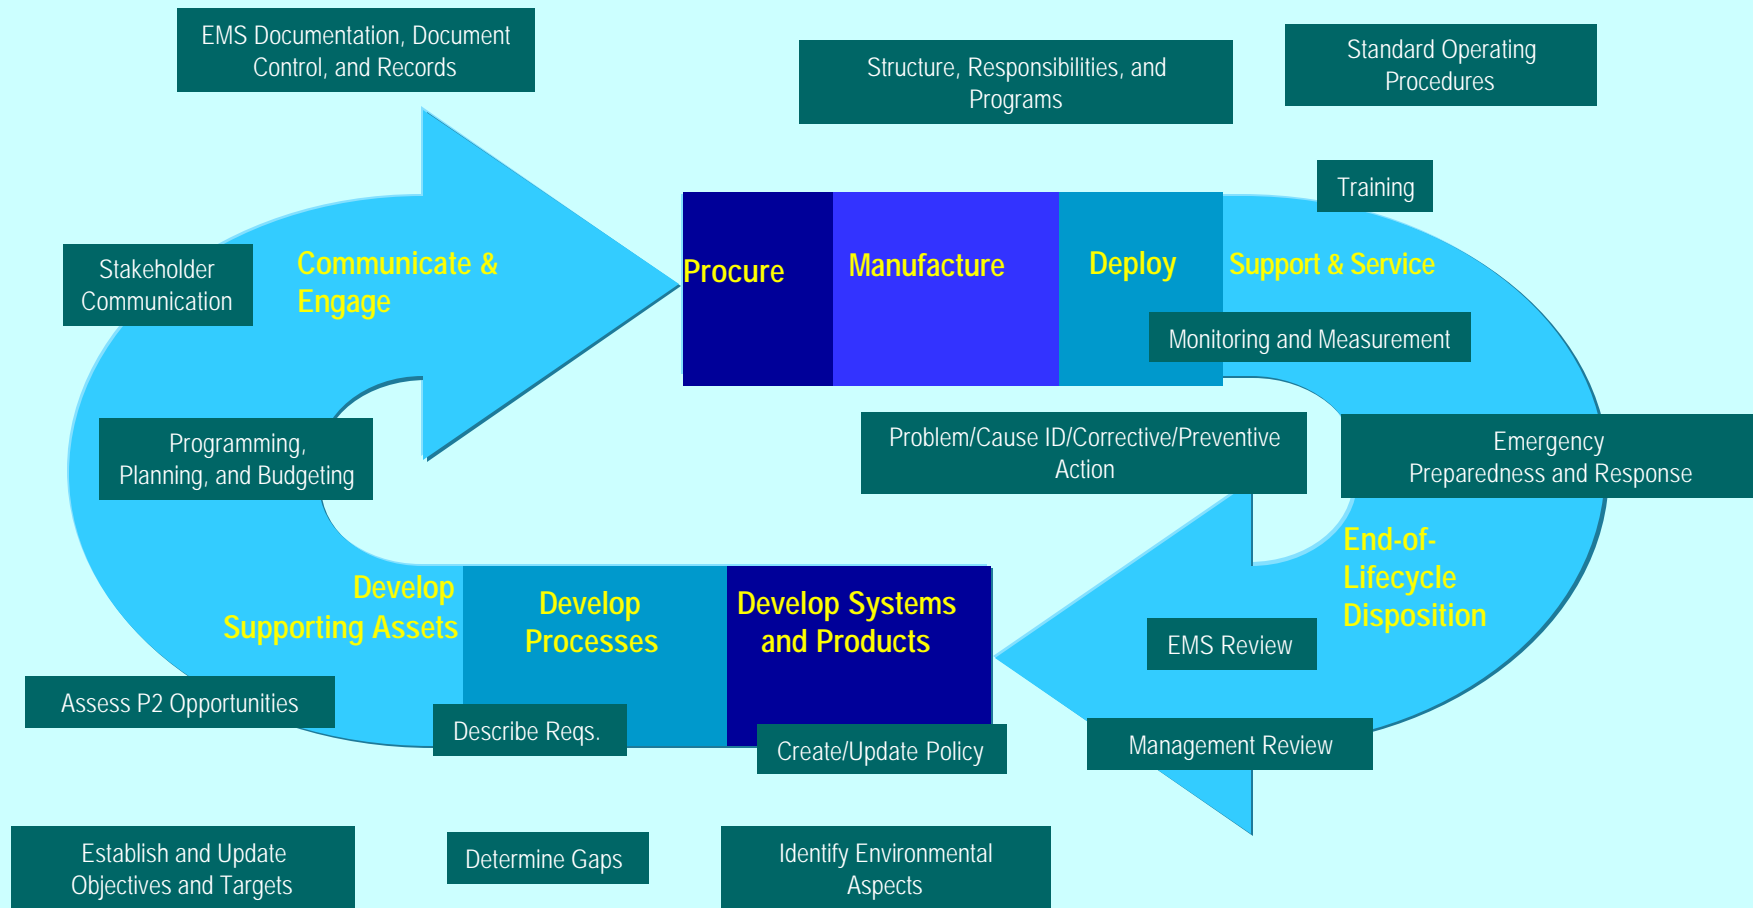 EMS Documentation, Document
Control, and Records
Structure, Responsibilities, and
Programs
Standard Operating
Procedures
Training
Stakeholder
Communication
Communicate &
Engage
Procure
Manufacture
Deploy
Support & Service
Monitoring and Measurement
Programming,
Planning, and Budgeting
Problem/Cause ID/Corrective/Preventive
Action
Emergency
Preparedness and Response
End-of-
Lifecycle
Disposition
Develop
Supporting Assets
Develop
Processes
Develop Systems
and Products
EMS Review
Assess P2 Opportunities
Describe Reqs.
Create/Update Policy
Management Review
Establish and Update
Objectives and Targets
Determine Gaps
Identify Environmental
Aspects